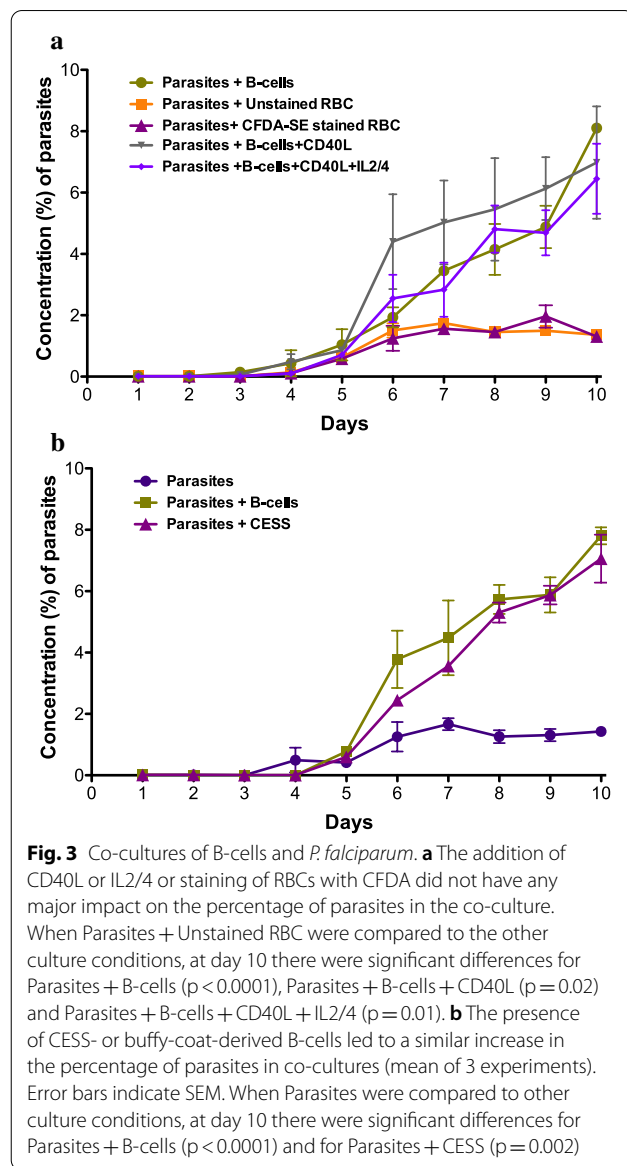 a
10
8
6
4
2
0
Concentration (%) of parasites
Parasites + B-cells
Parasites + Unstained RBC
Parasites+ CFDA-SE stained RBC
Parasites + B-cells+CD40L
Parasites +B-cells+CD40L+IL2/4
0 1 2 3 4 5 6 7 8 9 10
Days
b
10
8
6
4
2
0
Concentration (%) of parasites
Parasites
Parasites + B-cells
Parasites + CESS
0 1 2 3 4 5 6 7 8 9 10
Days
Fig. 3 Co-cultures of B-cells and P. falciparum. a The addition of
CD40L or IL2/4 or staining of RBCs with CFDA did not have any
major impact on the percentage of parasites in the co-culture.
When Parasites + Unstained RBC were compared to the other
culture conditions, at day 10 there were significant differences for
Parasites + B-cells (p < 0.0001), Parasites + B-cells + CD40L (p = 0.02)
and Parasites + B-cells + CD40L + IL2/4 (p = 0.01). b The presence
of CESS- or buffy-coat-derived B-cells led to a similar increase in
the percentage of parasites in co-cultures (mean of 3 experiments).
Error bars indicate SEM. When Parasites were compared to other
culture conditions, at day 10 there were significant differences for
Parasites + B-cells (p < 0.0001) and for Parasites + CESS (p = 0.002)